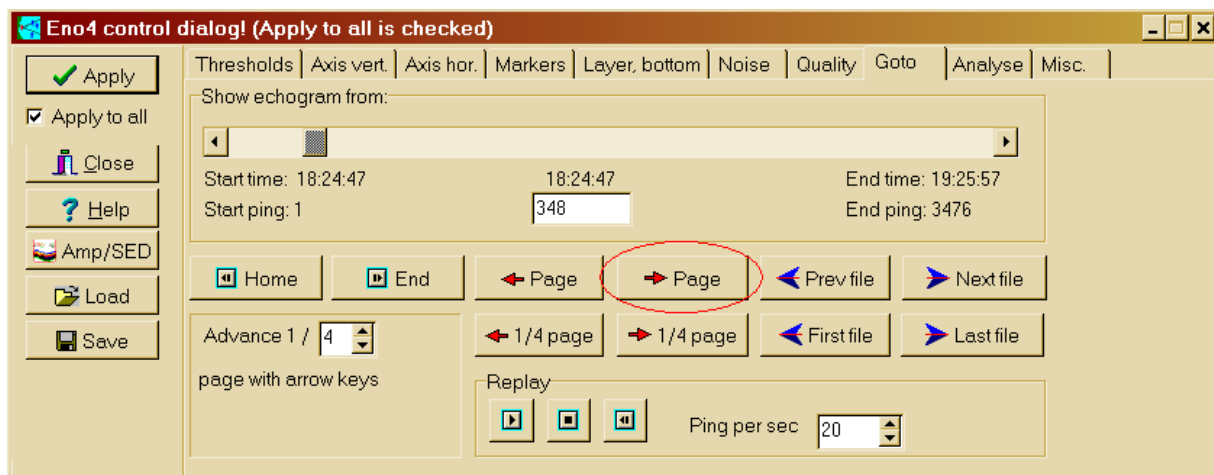 Eno4 control dialog! (Apply to all is checked)
Apply
Apply to all
Close
Help
Amp/SED
Load
Save
Thresholds Axis vert. Axis hor. Markers Layer, bottom Noise Quality Goto Analyse Misc.
Show echogram from:
Start time: 18:24:47 18:24:47 End time: 19:25:57
Start ping: 1 348 End ping: 3476
Home End Page Page Prev file Next file
Advance 1 / 4 1/4 page 1/4 page First file Last file
page with arrow keys
Replay
Ping per sec 20